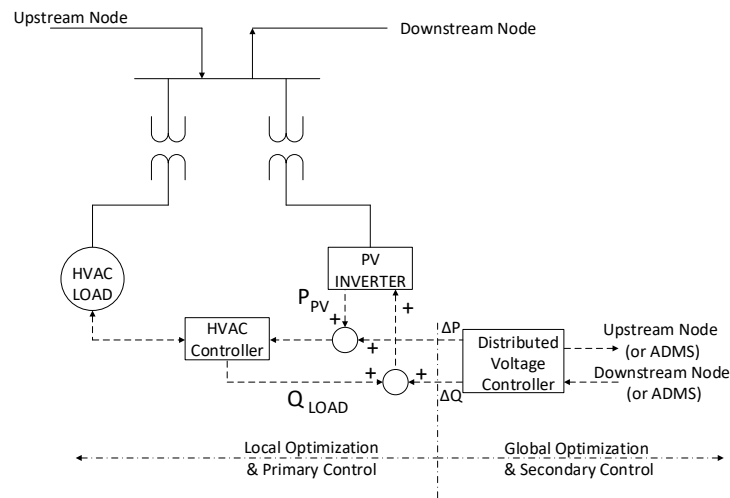 Upstream Node
Downstream Node
HVAC
LOAD
PV
INVERTER
P PV
+
+
+
HVAC
Controller
+
+
+
Q LOAD
ΔP
ΔQ
Distributed
Voltage
Controller
Upstream Node
(or ADMS)
Downstream Node
(or ADMS)
Local Optimization
& Primary Control
Global Optimization
& Secondary Control